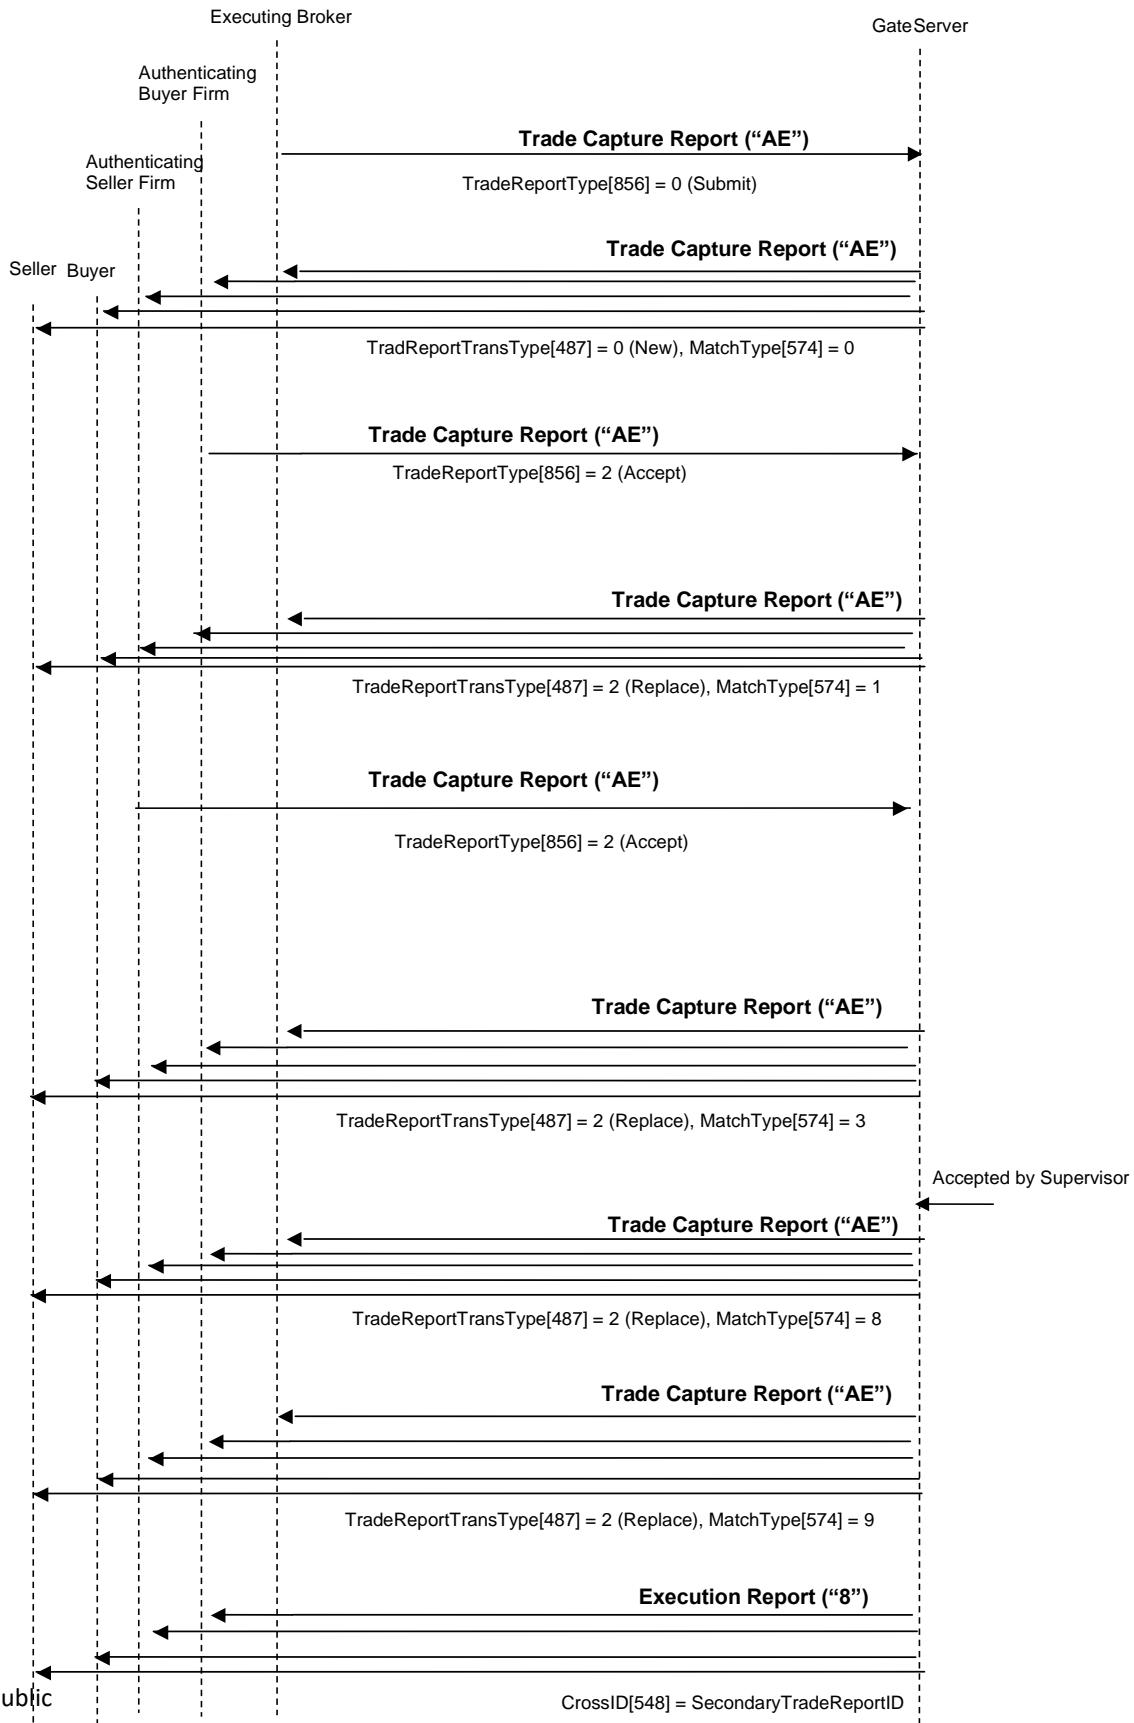 Executing Broker
GateServer
Authenticating
Buyer Firm
Trade Capture Report (“AE”)
Authenticating
Seller Firm
TradeReportType[856] = 0 (Submit)
Trade Capture Report (“AE”)
Seller
Buyer
TradReportTransType[487] = 0 (New), MatchType[574] = 0
Trade Capture Report (“AE”)
TradeReportType[856] = 2 (Accept)
Trade Capture Report (“AE”)
TradeReportTransType[487] = 2 (Replace), MatchType[574] = 1
Trade Capture Report (“AE”)
TradeReportType[856] = 2 (Accept)
Trade Capture Report (“AE”)
TradeReportTransType[487] = 2 (Replace), MatchType[574] = 3
Accepted by Supervisor
Trade Capture Report (“AE”)
TradeReportTransType[487] = 2 (Replace), MatchType[574] = 8
Trade Capture Report (“AE”)
TradeReportTransType[487] = 2 (Replace), MatchType[574] = 9
Execution Report (“8”)
ublic
CrossID[548] = SecondaryTradeReportID